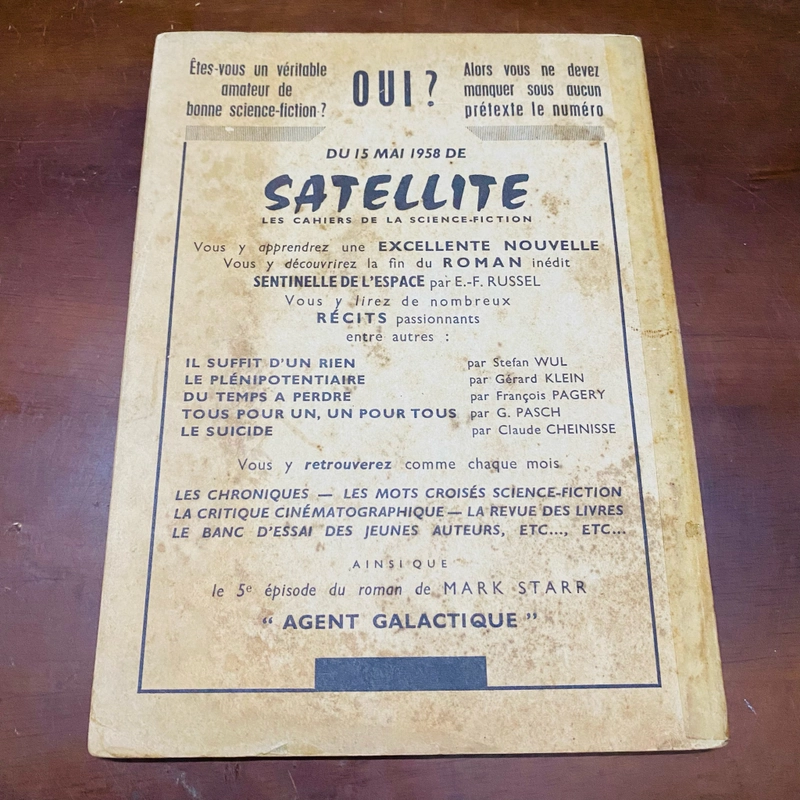 Êtes-vous un véritable
amateur de
bonne science-fiction ?
OUI ?
Alors vous ne devez
manquer sous aucun
prétexte le numéro
DU 15 MAI 1958 DE
SATELLITE
LES CAHIERS DE LA SCIENCE-FICTION
Vous y apprendrez une EXCELLENTE NOUVELLE
Vous y découvrirez la fin du ROMAN inédit
SENTINELLE DE L'ESPACE par E.-F. RUSSEL
Vous y lirez de nombreux
RÉCITS passionnants
entre autres :
IL SUFFIT D'UN RIEN par Stefan WUL
LE PLÉNIPOTENTIAIRE par Gérard KLEIN
DU TEMPS A PERDRE par François PAGERY
TOUS POUR UN, UN POUR TOUS par G. PASCH
LE SUICIDE par Claude CHEINISSE
Vous y retrouverez comme chaque mois
LES CHRONIQUES — LES MOTS CROISÉS SCIENCE-FICTION
LA CRITIQUE CINÉMATOGRAPHIQUE — LA REVUE DES LIVRES
LE BANC D'ESSAI DES JEUNES AUTEURS, ETC..., ETC...
AINSI QUE
le 5e épisode du roman de MARK STARR
“ AGENT GALACTIQUE ”